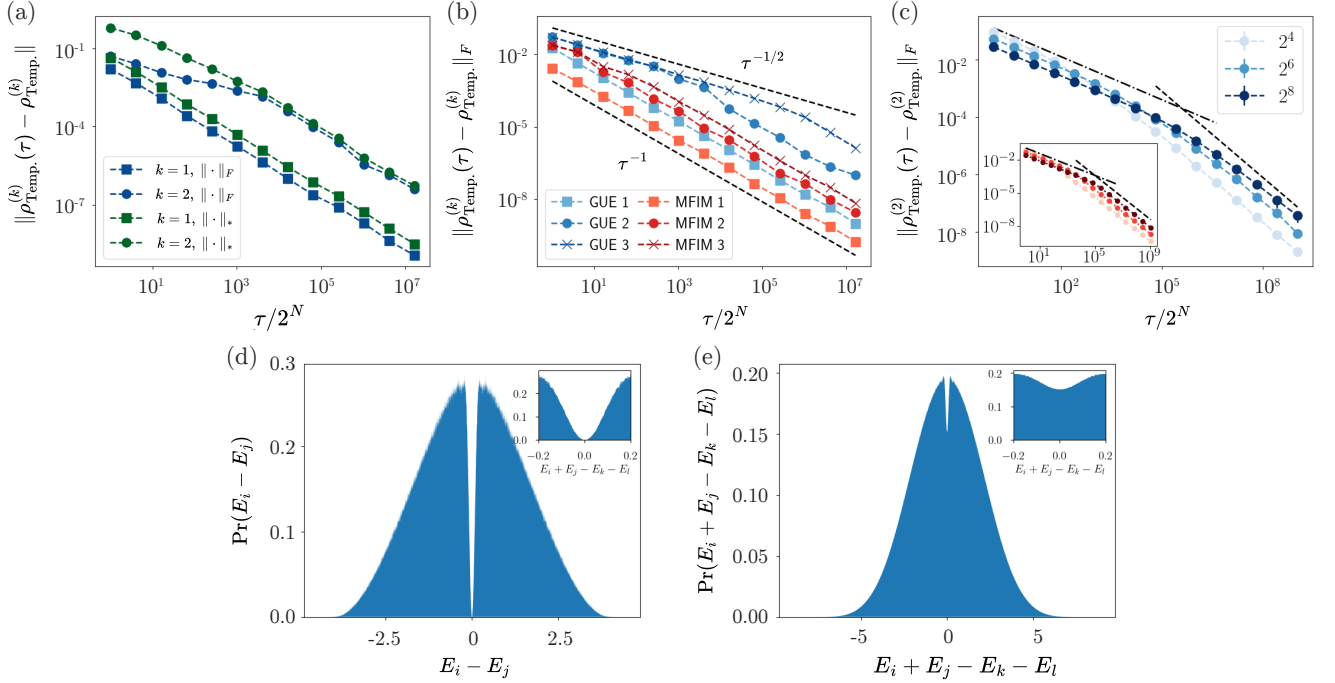 (a)
‖ρ^(k)_Temp.(τ) − ρ^(k)_Temp.‖
10^-1
10^-4
10^-7
k = 1, ‖·‖_F
k = 2, ‖·‖_F
k = 1, ‖·‖_*
k = 2, ‖·‖_*
10^1
10^3
10^5
10^7
τ/2^N
(b)
‖ρ^(k)_Temp.(τ) − ρ^(k)_Temp.‖_F
10^-2
10^-5
10^-8
τ^-1/2
τ^-1
GUE 1
GUE 2
GUE 3
MFIM 1
MFIM 2
MFIM 3
10^1
10^3
10^5
10^7
τ/2^N
(c)
‖ρ^(2)_Temp.(τ) − ρ^(2)_Temp.‖_F
10^-2
10^-4
10^-6
10^-8
2^4
2^6
2^8
10^-2
10^-5
10^-8
10^1
10^5
10^9
10^2
10^5
10^8
τ/2^N
(d)
Pr(E_i − E_j)
0.3
0.2
0.1
0.0
-2.5
0
2.5
E_i − E_j
0.2
0.1
0.0
−0.2
0.0
0.2
E_i + E_j − E_k − E_l
(e)
Pr(E_i + E_j − E_k − E_l)
0.20
0.15
0.10
0.05
0.00
-5
0
5
E_i + E_j − E_k − E_l
0.2
0.1
0.0
−0.2
0.0
0.2
E_i + E_j − E_k − E_l